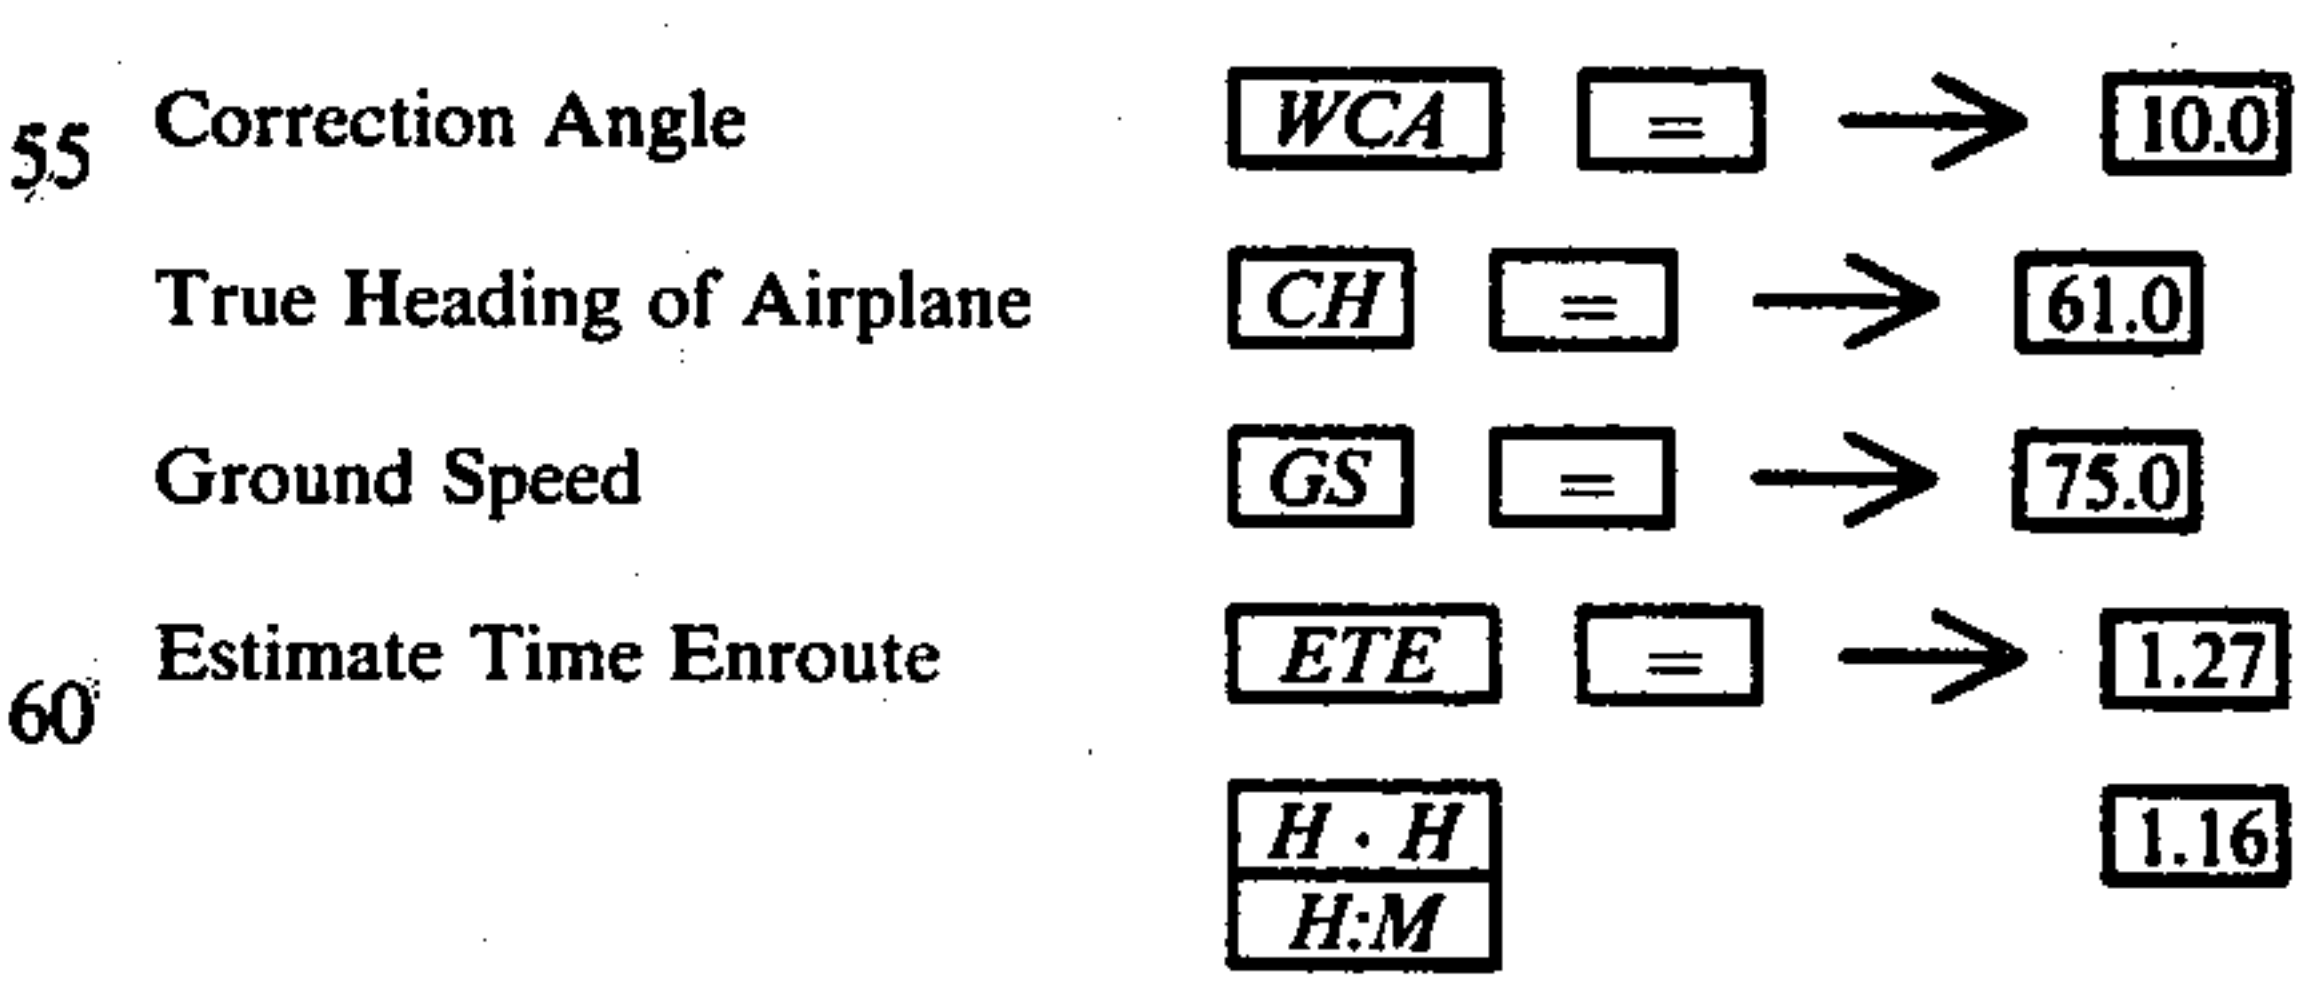 55 Correction Angle WCA = → 10.0
True Heading of Airplane CH = → 61.0
Ground Speed GS = → 75.0
Estimate Time Enroute ETE = → 1.27
60
H . H 1.16
H:M